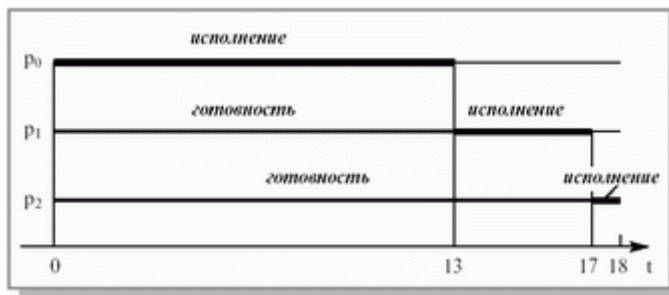 исполнение
p0
готовность исполнение
p1
готовность исполнение
p2
0 13 17 18 t